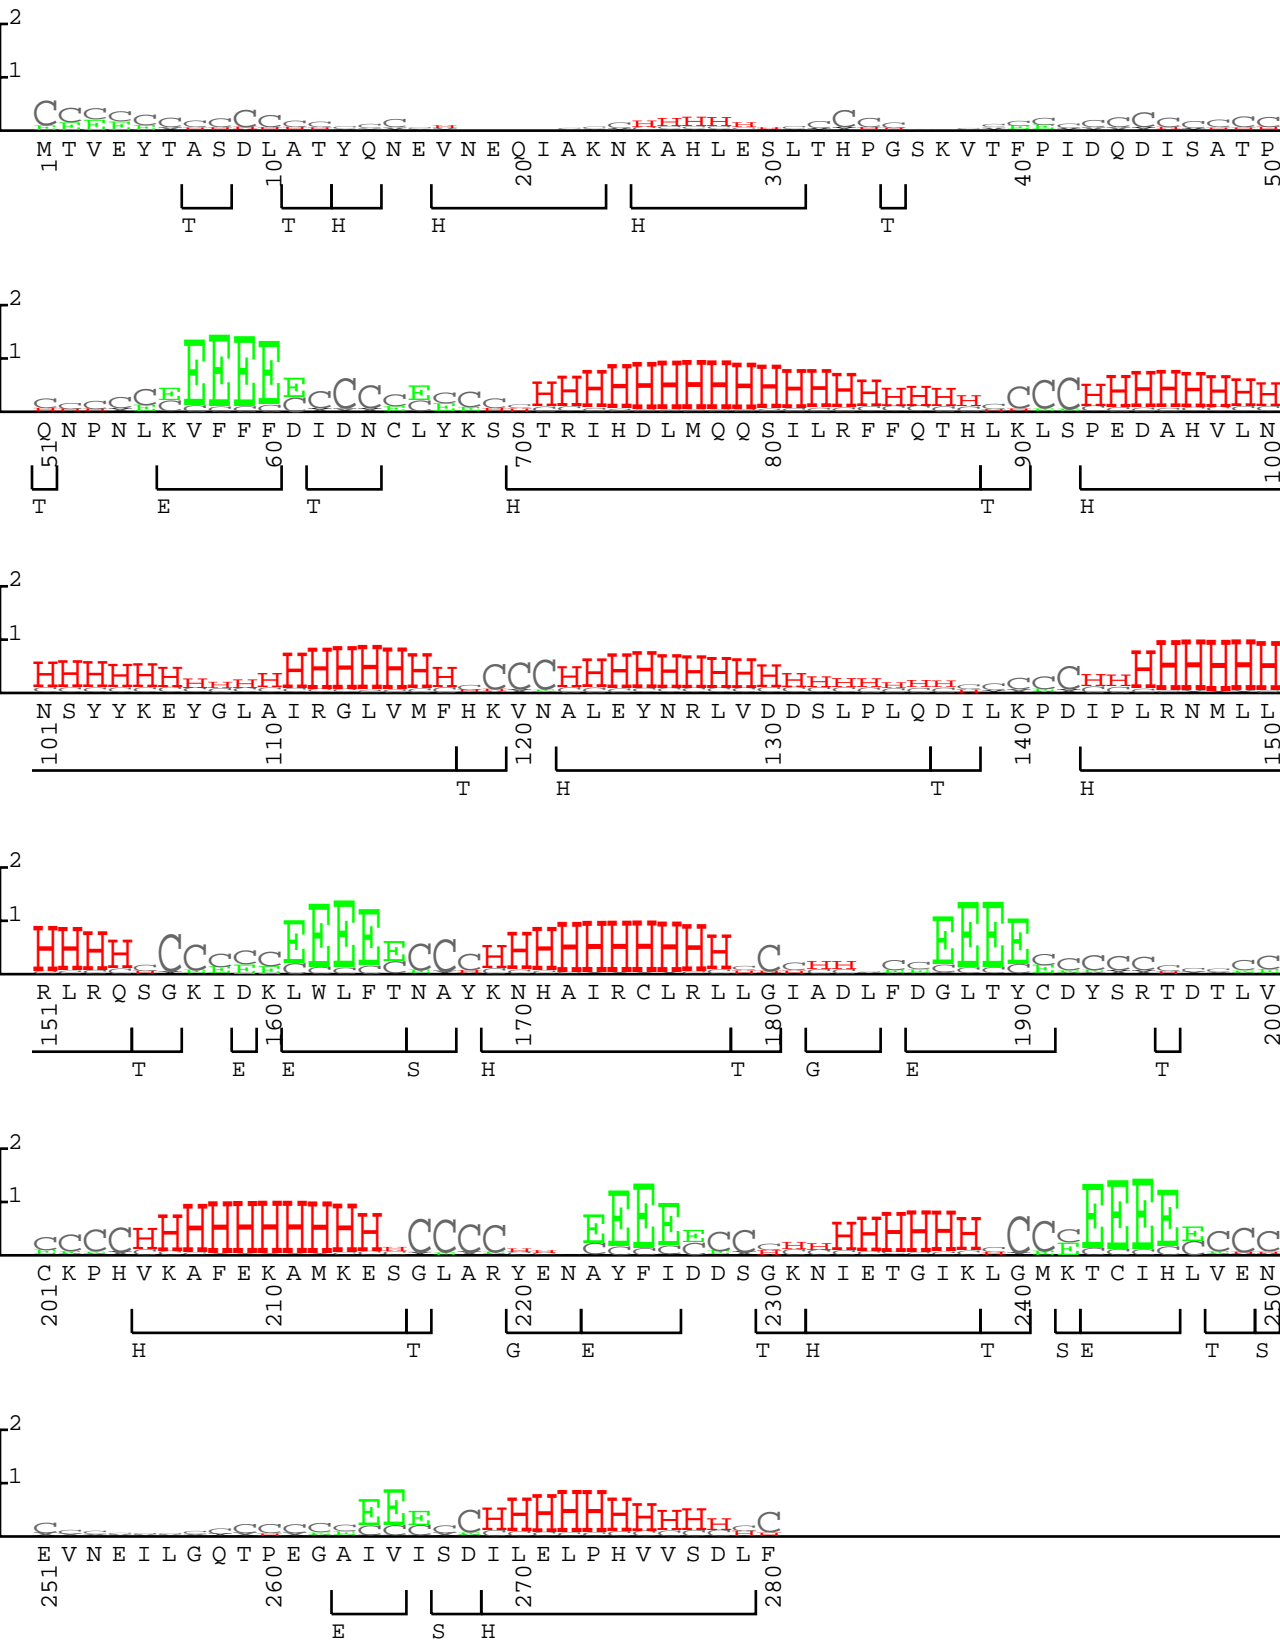 2
1
M T V E Y T A S D L A T Y Q N E V N E Q I A K N K A H L E S L T H P G S K V T F P I D Q D I S A T P
1 10 20 30 40 50
T T H H H T
2
1
Q N P N L K V F F F D I D N C L Y K S S T R I H D L M Q Q S I L R F F Q T H L K L S P E D A H V L N
51 60 70 80 90 100
T E T H T H
2
1
N S Y Y K E Y G L A I R G L V M F H K V N A L E Y N R L V D D S L P L Q D I L K P D I P L R N M L L
101 110 120 130 140 150
T H T H
2
1
R L R Q S G K I D K L W L F T N A Y K N H A I R C L R L L G I A D L F D G L T Y C D Y S R T D T L V
151 160 170 180 190 200
T E E S H T G E T
2
1
C K P H V K A F E K A M K E S G L A R Y E N A Y F I D D S G K N I E T G I K L G M K T C I H L V E N
201 210 220 230 240 250
H T G E T H T S E T S
2
1
E V N E I L G Q T P E G A I V I S D I L E L P H V V S D L F
251 260 270 280
E S H